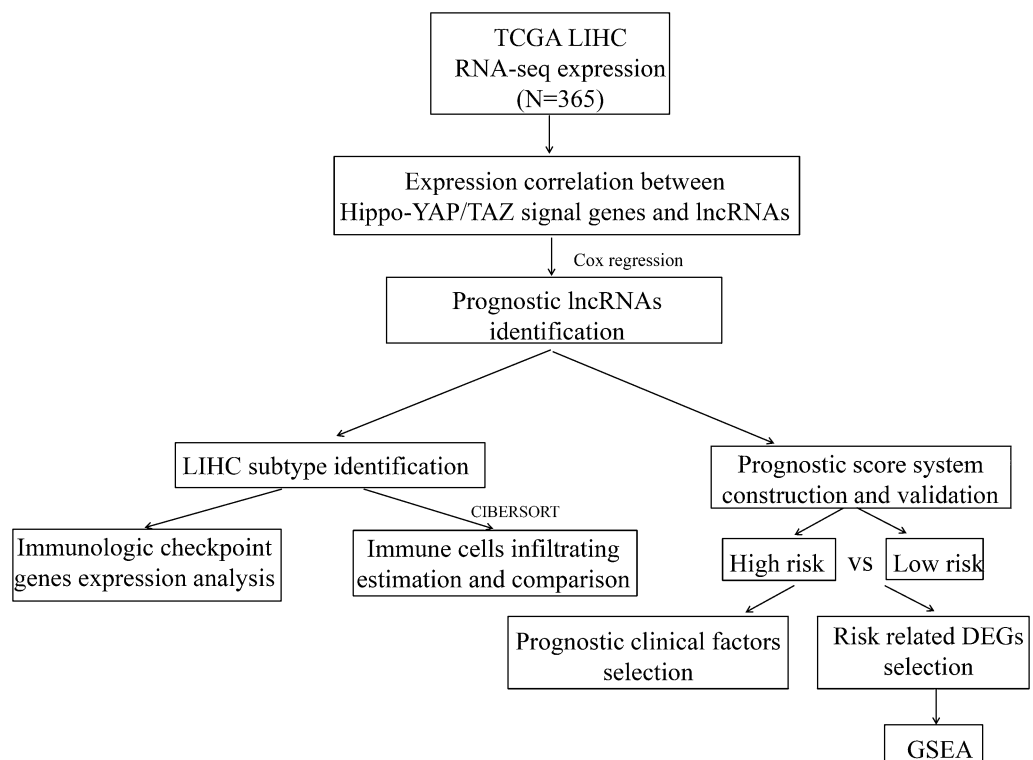 TCGA LIHC
RNA-seq expression
(N=365)
Expression correlation between
Hippo-YAP/TAZ signal genes and lncRNAs
Cox regression
Prognostic lncRNAs
identification
LIHC subtype identification
Prognostic score system
construction and validation
CIBERSORT
Immunologic checkpoint
genes expression analysis
Immune cells infiltrating
estimation and comparison
High risk
vs
Low risk
Prognostic clinical factors
selection
Risk related DEGs
selection
GSEA